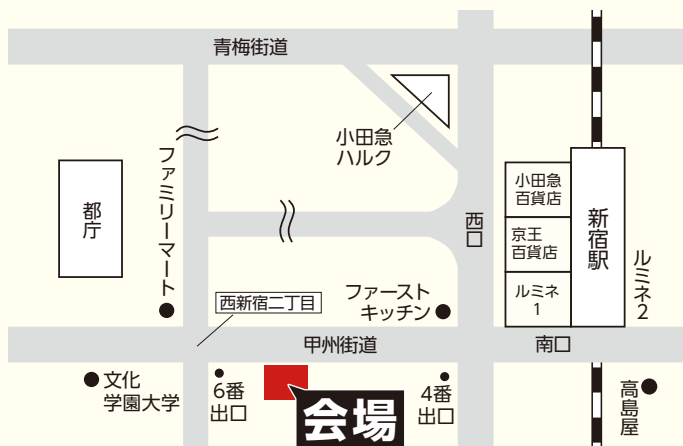 青梅街道
小田急
ハルク
ファミリーマート
都庁
西口
小田急
百貨店
京王
百貨店
ルミネ
1
新宿駅
ルミネ2
西新宿二丁目
ファースト
キッチン
甲州街道
南口
文化
学園大学
6番
出口
会場
4番
出口
高島屋